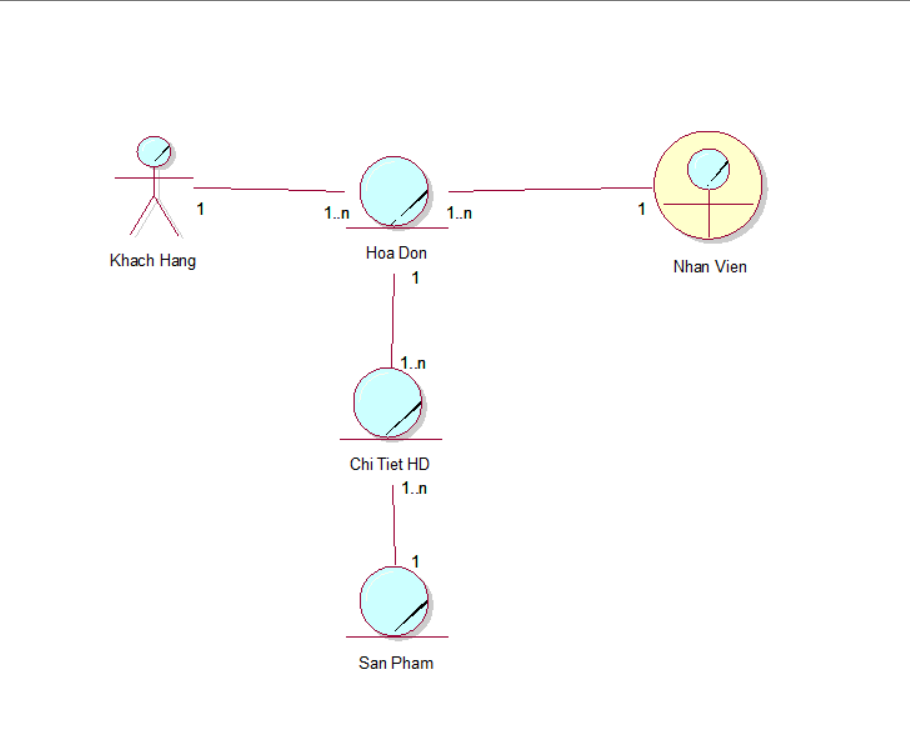 1
1..n
1..n
1
Khach Hang
Hoa Don
Nhan Vien
1
1..n
Chi Tiet HD
1..n
1
San Pham